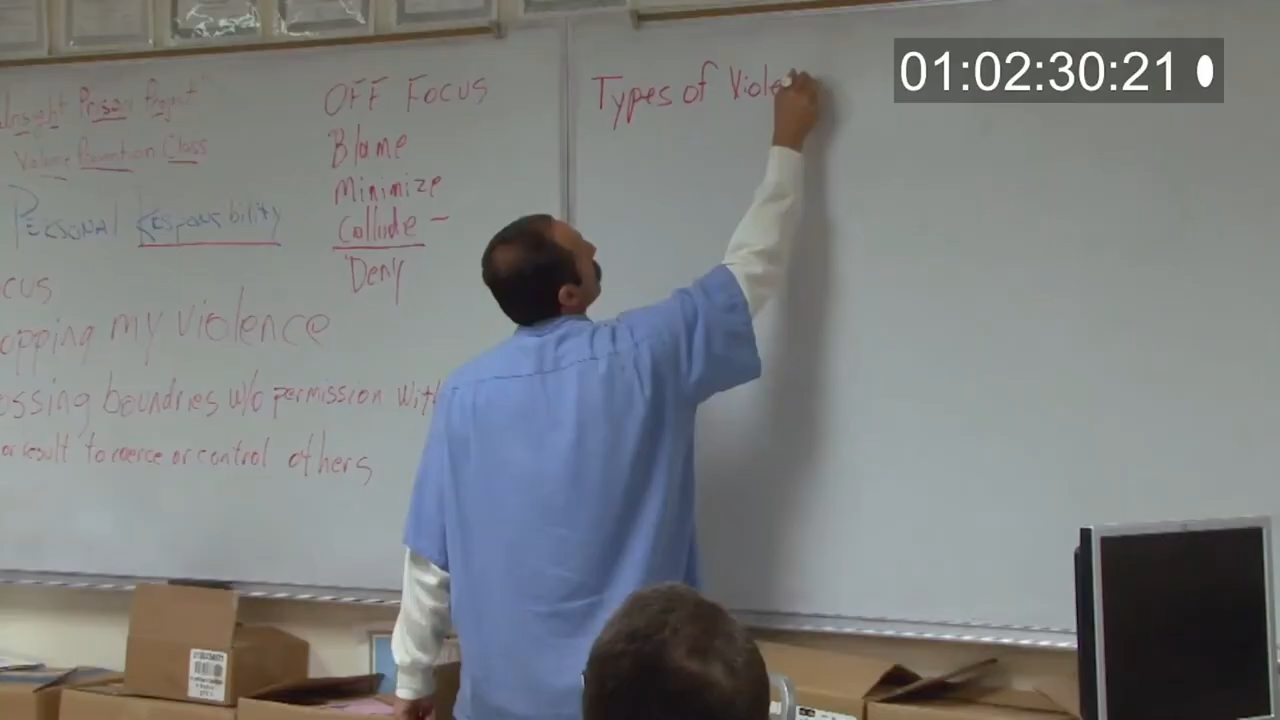 Insight Prison Project
Violence Prevention Class
Personal Responsibility
cus
opping my violence
ossing boundries w/o permission with
or result to coerce or control others
OFF Focus
Blame
Minimize
Collude -
Deny
Types of Viole
01:02:30:21